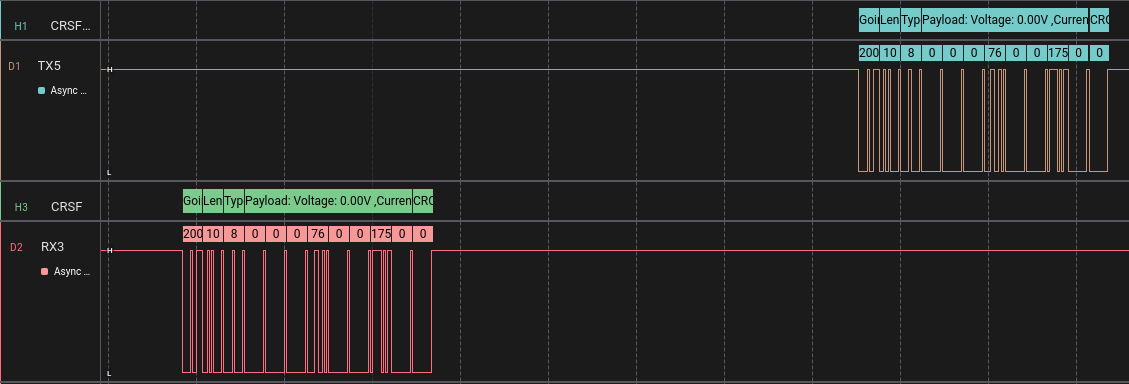 H1 CRSF... Goi Len Typ Payload: Voltage: 0.00V ,Curren CRC
200 10 8 0 0 0 76 0 0 175 0 0
D1 TX5 H
Async ...
L
H3 CRSF Goi Len Typ Payload: Voltage: 0.00V ,Curren CRC
200 10 8 0 0 0 76 0 0 175 0 0
D2 RX3 H
Async ...
L